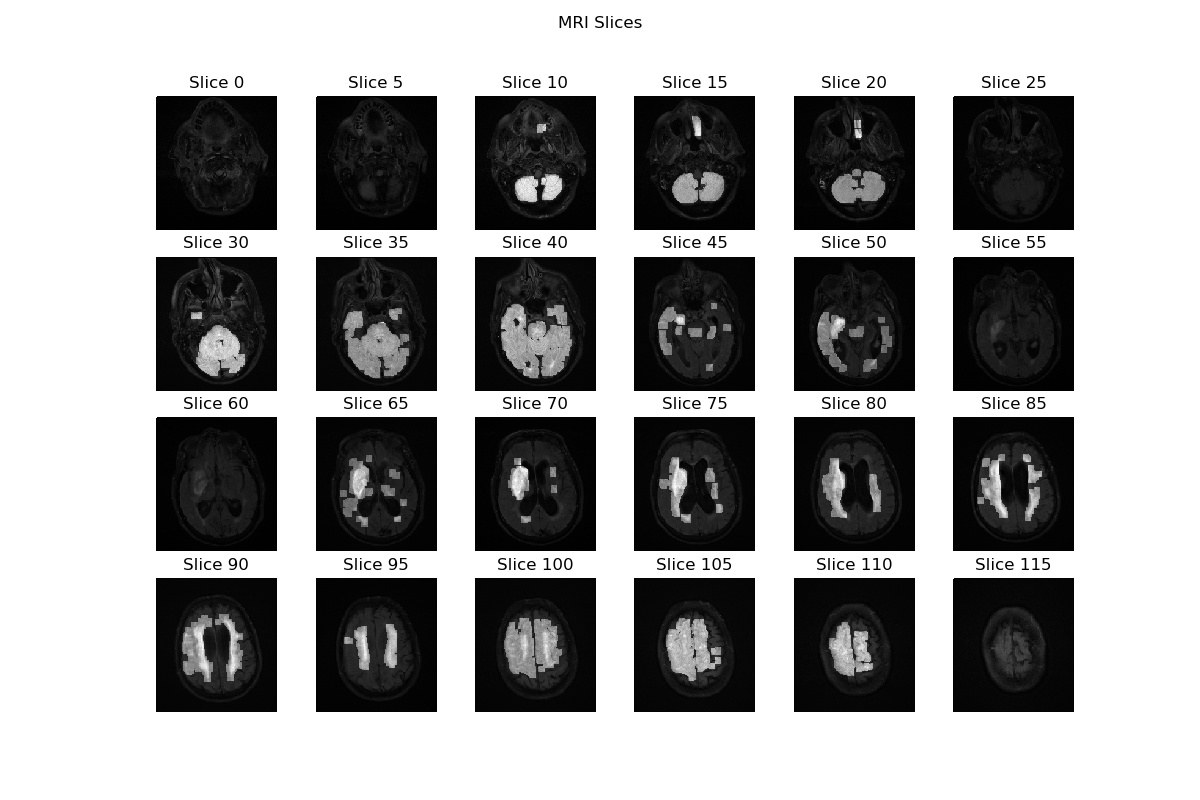 MRI Slices
Slice 0
Slice 5
Slice 10
Slice 15
Slice 20
Slice 25
Slice 30
Slice 35
Slice 40
Slice 45
Slice 50
Slice 55
Slice 60
Slice 65
Slice 70
Slice 75
Slice 80
Slice 85
Slice 90
Slice 95
Slice 100
Slice 105
Slice 110
Slice 115